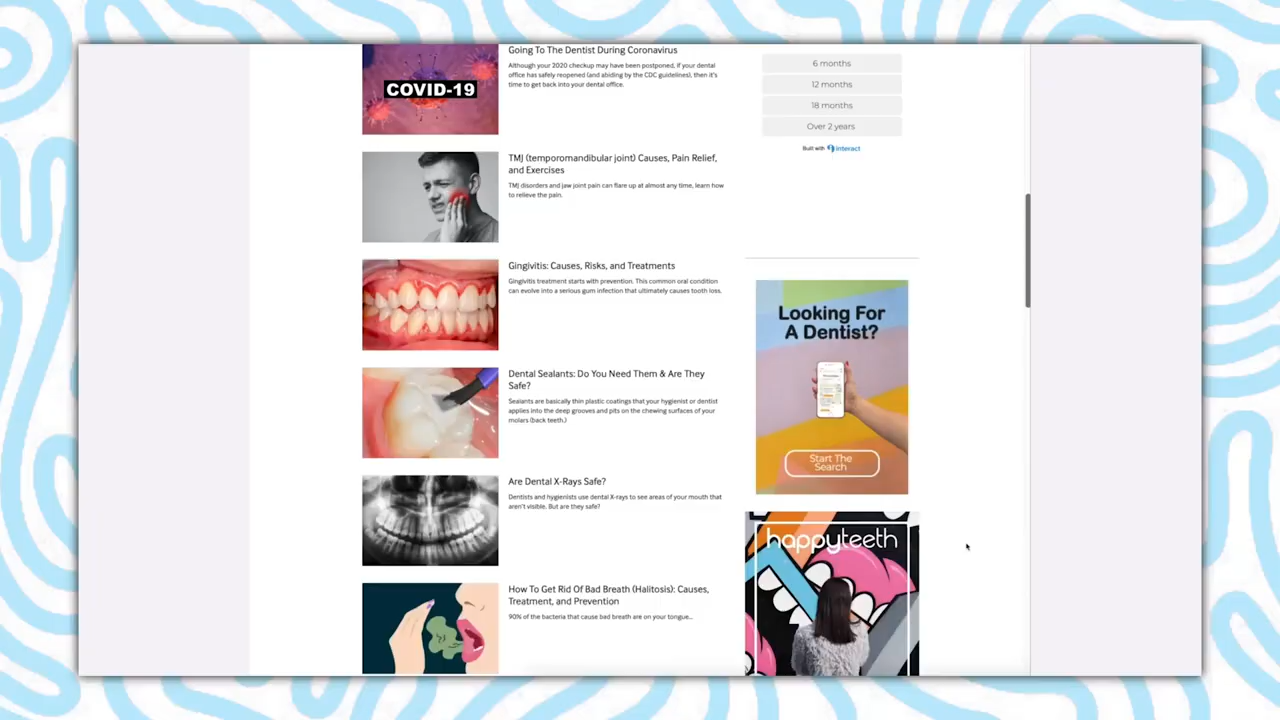 COVID-19
Going To The Dentist During Coronavirus
Although your 2020 checkup may have been postponed, if your dental
office has safely reopened (and abiding by the CDC guidelines), then it's
time to get back into your dental office.
TMJ (temporomandibular joint) Causes, Pain Relief,
and Exercises
TMJ disorders and jaw joint pain can flare up at almost any time, learn how
to relieve the pain.
Gingivitis: Causes, Risks, and Treatments
Gingivitis treatment starts with prevention. This common oral condition
can evolve into a serious gum infection that ultimately causes tooth loss.
Dental Sealants: Do You Need Them & Are They
Safe?
Sealants are basically thin plastic coatings that your hygienist or dentist
applies into the deep grooves and pits on the chewing surfaces of your
molars (back teeth.)
Are Dental X-Rays Safe?
Dentists and hygienists use dental X-rays to see areas of your mouth that
aren't visible. But are they safe?
How To Get Rid Of Bad Breath (Halitosis): Causes,
Treatment, and Prevention
90% of the bacteria that cause bad breath are on your tongue...
6 months
12 months
18 months
Over 2 years
Built with interact
Looking For
A Dentist?
Start The
Search
happyteeth